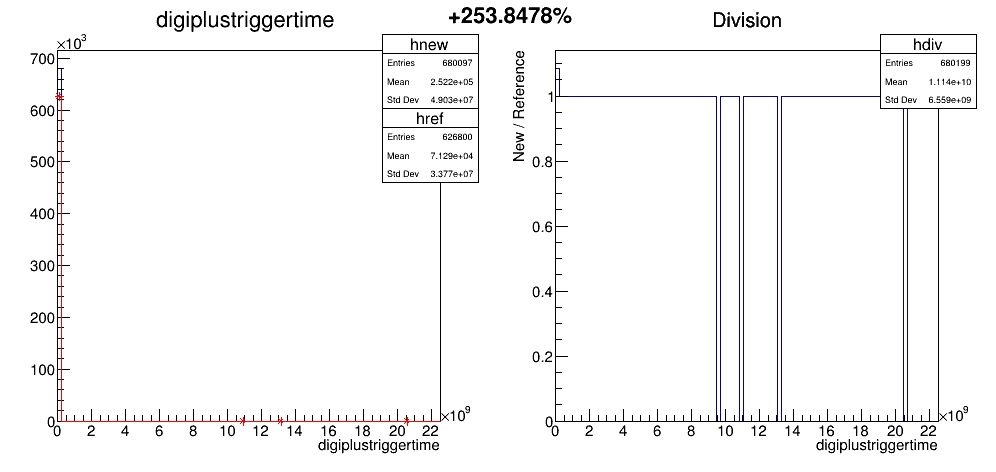 +253.8478%
digiplustriggertime
×10³
hnew
Entries 680097
Mean 2.522e+05
Std Dev 4.903e+07
href
Entries 626800
Mean 7.129e+04
Std Dev 3.377e+07
700
600
500
400
300
200
100
0
0 2 4 6 8 10 12 14 16 18 20 22
×10⁹
digiplustriggertime
Division
New / Reference
hdiv
Entries 680199
Mean 1.114e+10
Std Dev 6.559e+09
1
0.8
0.6
0.4
0.2
0
0 2 4 6 8 10 12 14 16 18 20 22
×10⁹
digiplustriggertime